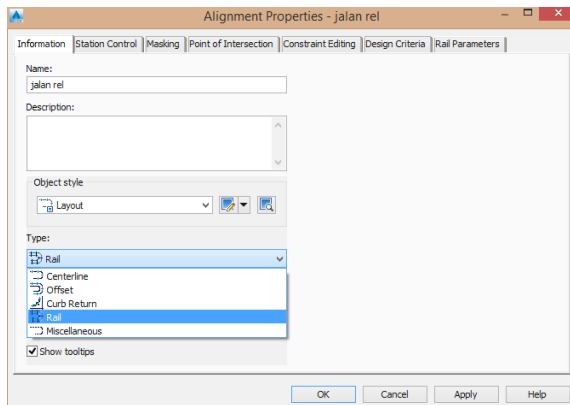 Alignment Properties - jalan rel
Information Station Control Masking Point of Intersection Constraint Editing Design Criteria Rail Parameters
Name:
jalan rel
Description:
Object style
Layout
Type:
Rail
Centerline
Offset
Curb Return
Rail
Miscellaneous
Show tooltips
OK Cancel Apply Help